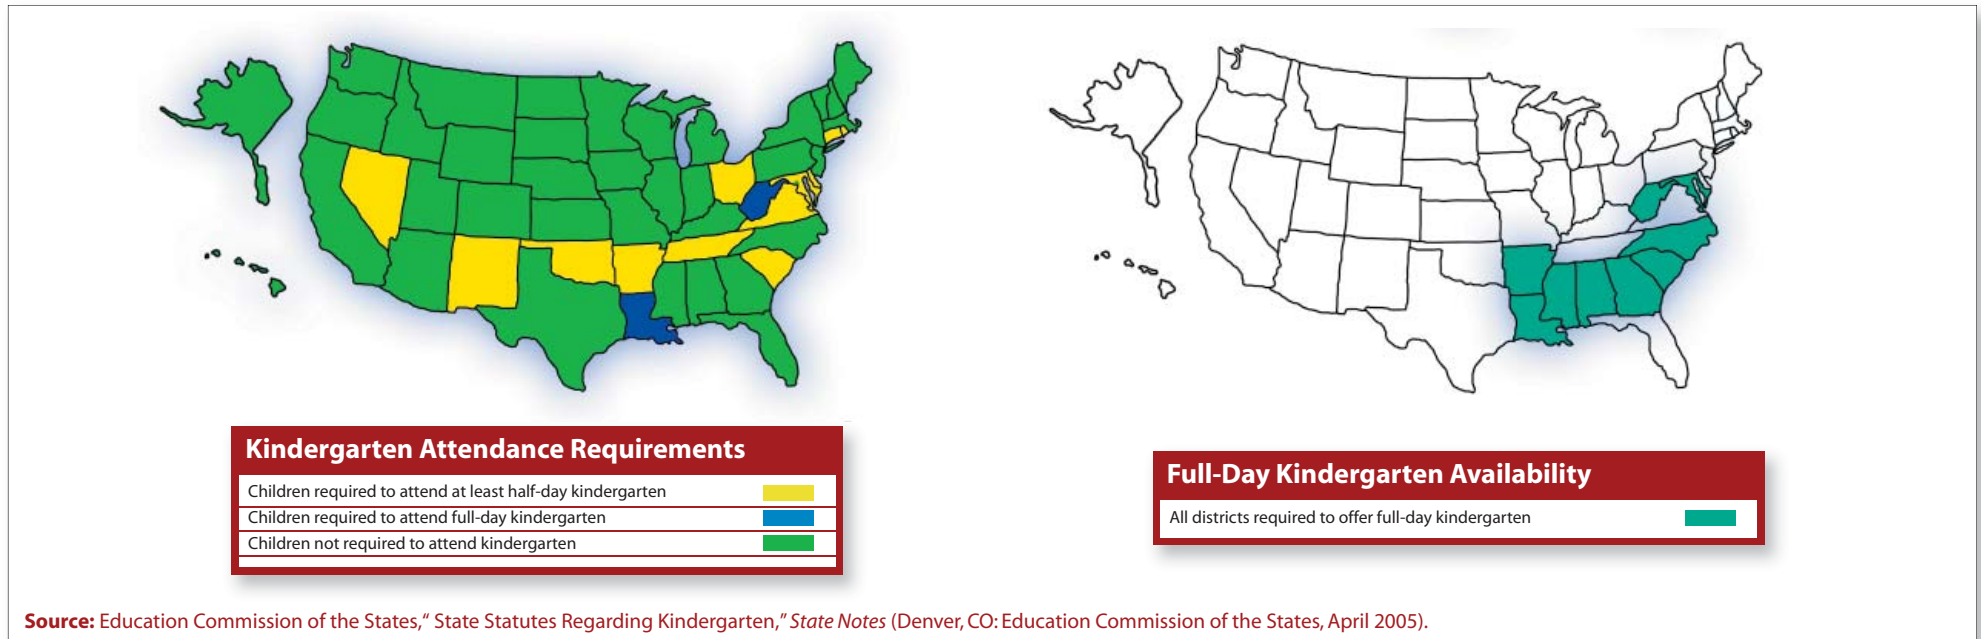 Kindergarten Attendance Requirements
Children required to attend at least half-day kindergarten
Children required to attend full-day kindergarten
Children not required to attend kindergarten
Full-Day Kindergarten Availability
All districts required to offer full-day kindergarten
Source: Education Commission of the States,“ State Statutes Regarding Kindergarten,” State Notes (Denver, CO: Education Commission of the States, April 2005).